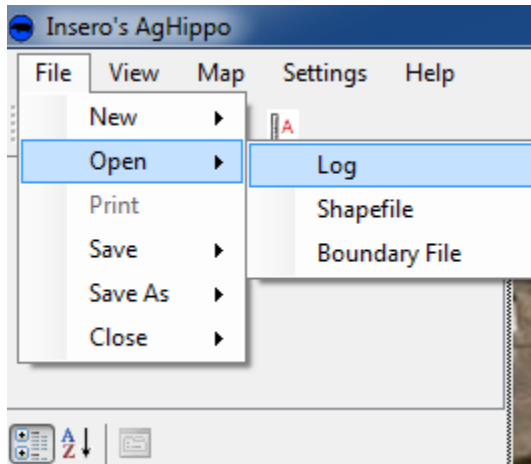 Insero's AgHippo
File View Map Settings Help
New
A
Open
Log
Print
Shapefile
Save
Boundary File
Save As
Close
A
Z